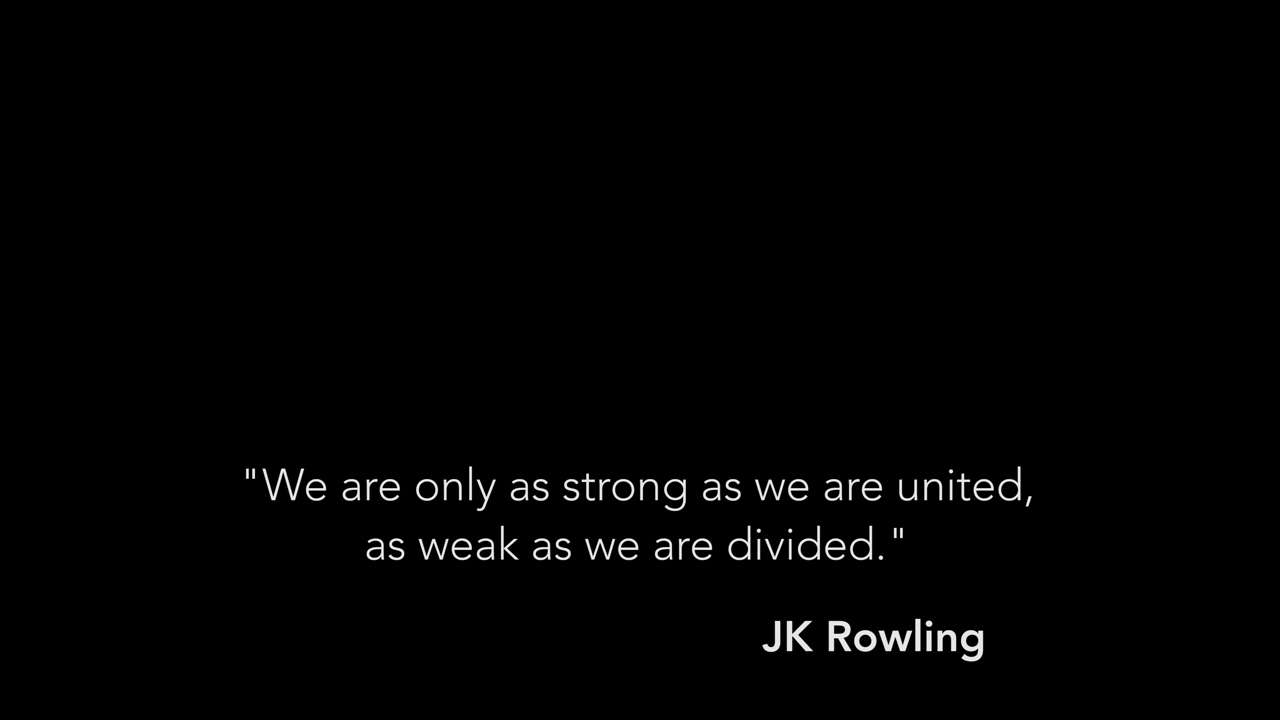 "We are only as strong as we are united,
as weak as we are divided."
JK Rowling